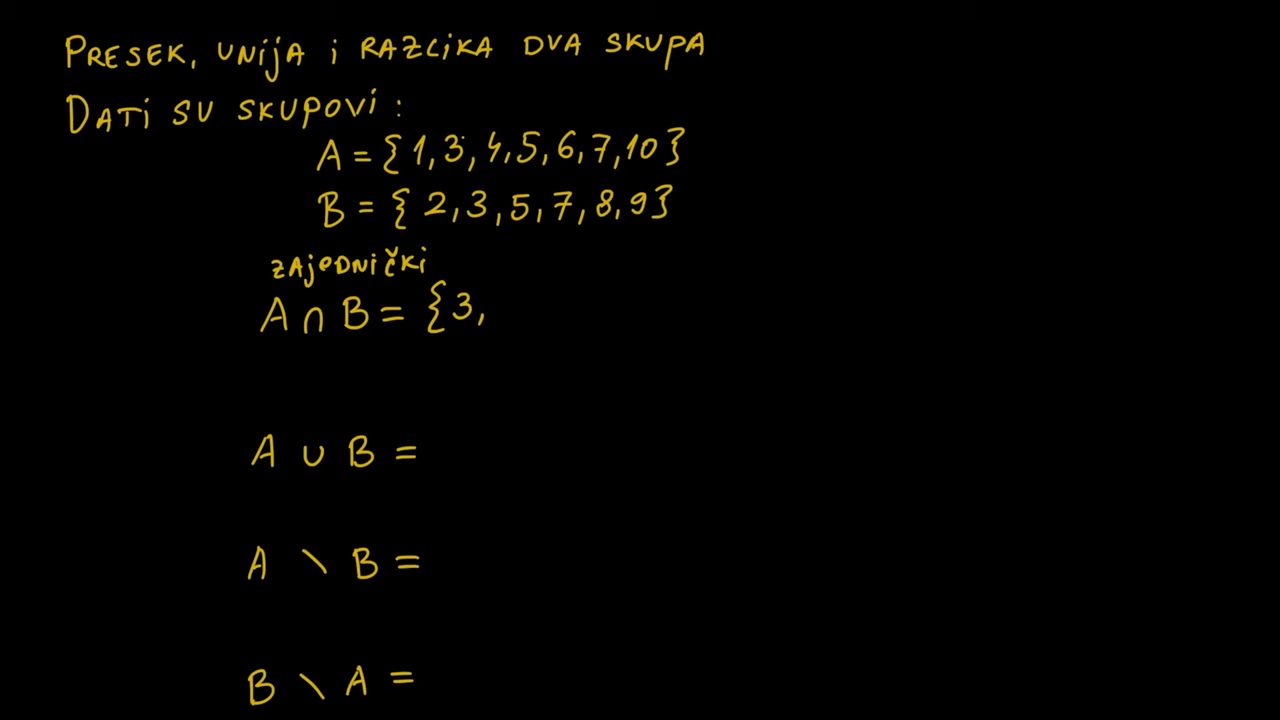 PRESEK, UNIJA i RAZLIKA DVA SKUPA
DATI SU SKUPOVI:
A = {1,3,4,5,6,7,10}
B = {2,3,5,7,8,9}
ZAJEDNIČKI
A ∩ B = {3,
A ∪ B =
A \ B =
B \ A =